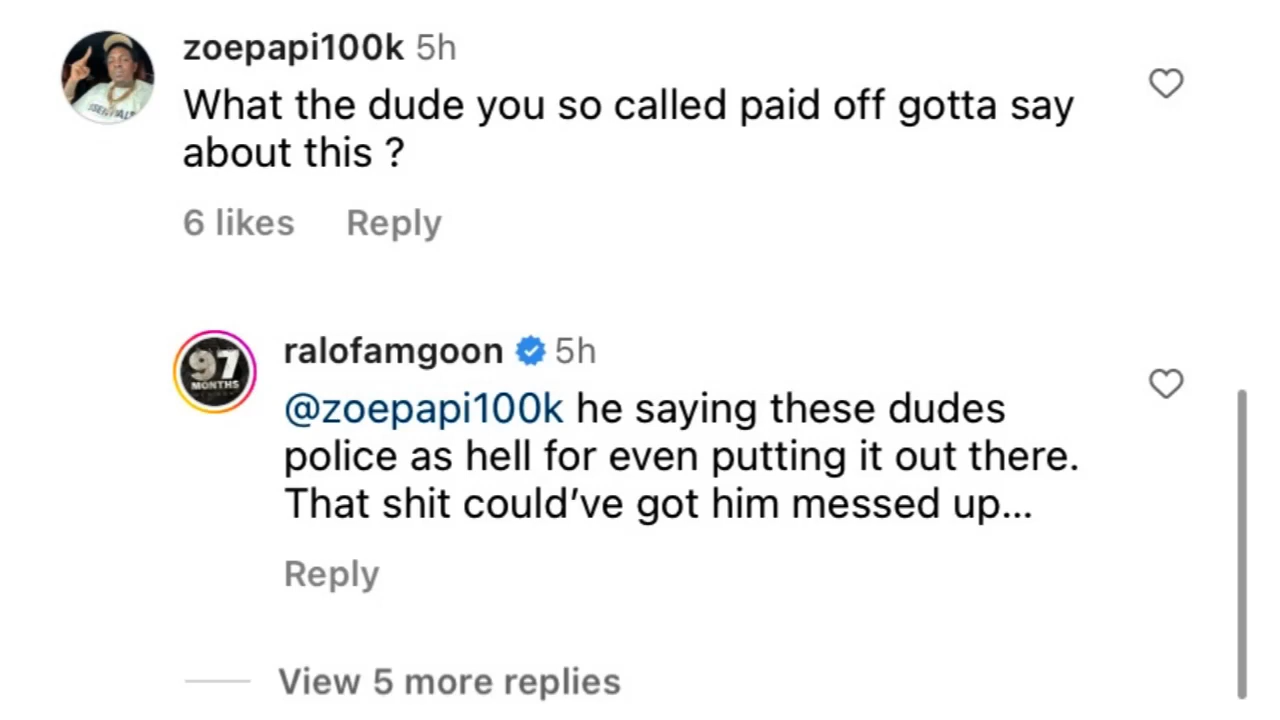 zoepapi100k 5h
What the dude you so called paid off gotta say
about this ?
6 likes Reply
97
MONTHS
ralofamgoon 5h
@zoepapi100k he saying these dudes
police as hell for even putting it out there.
That shit could’ve got him messed up...
Reply
View 5 more replies